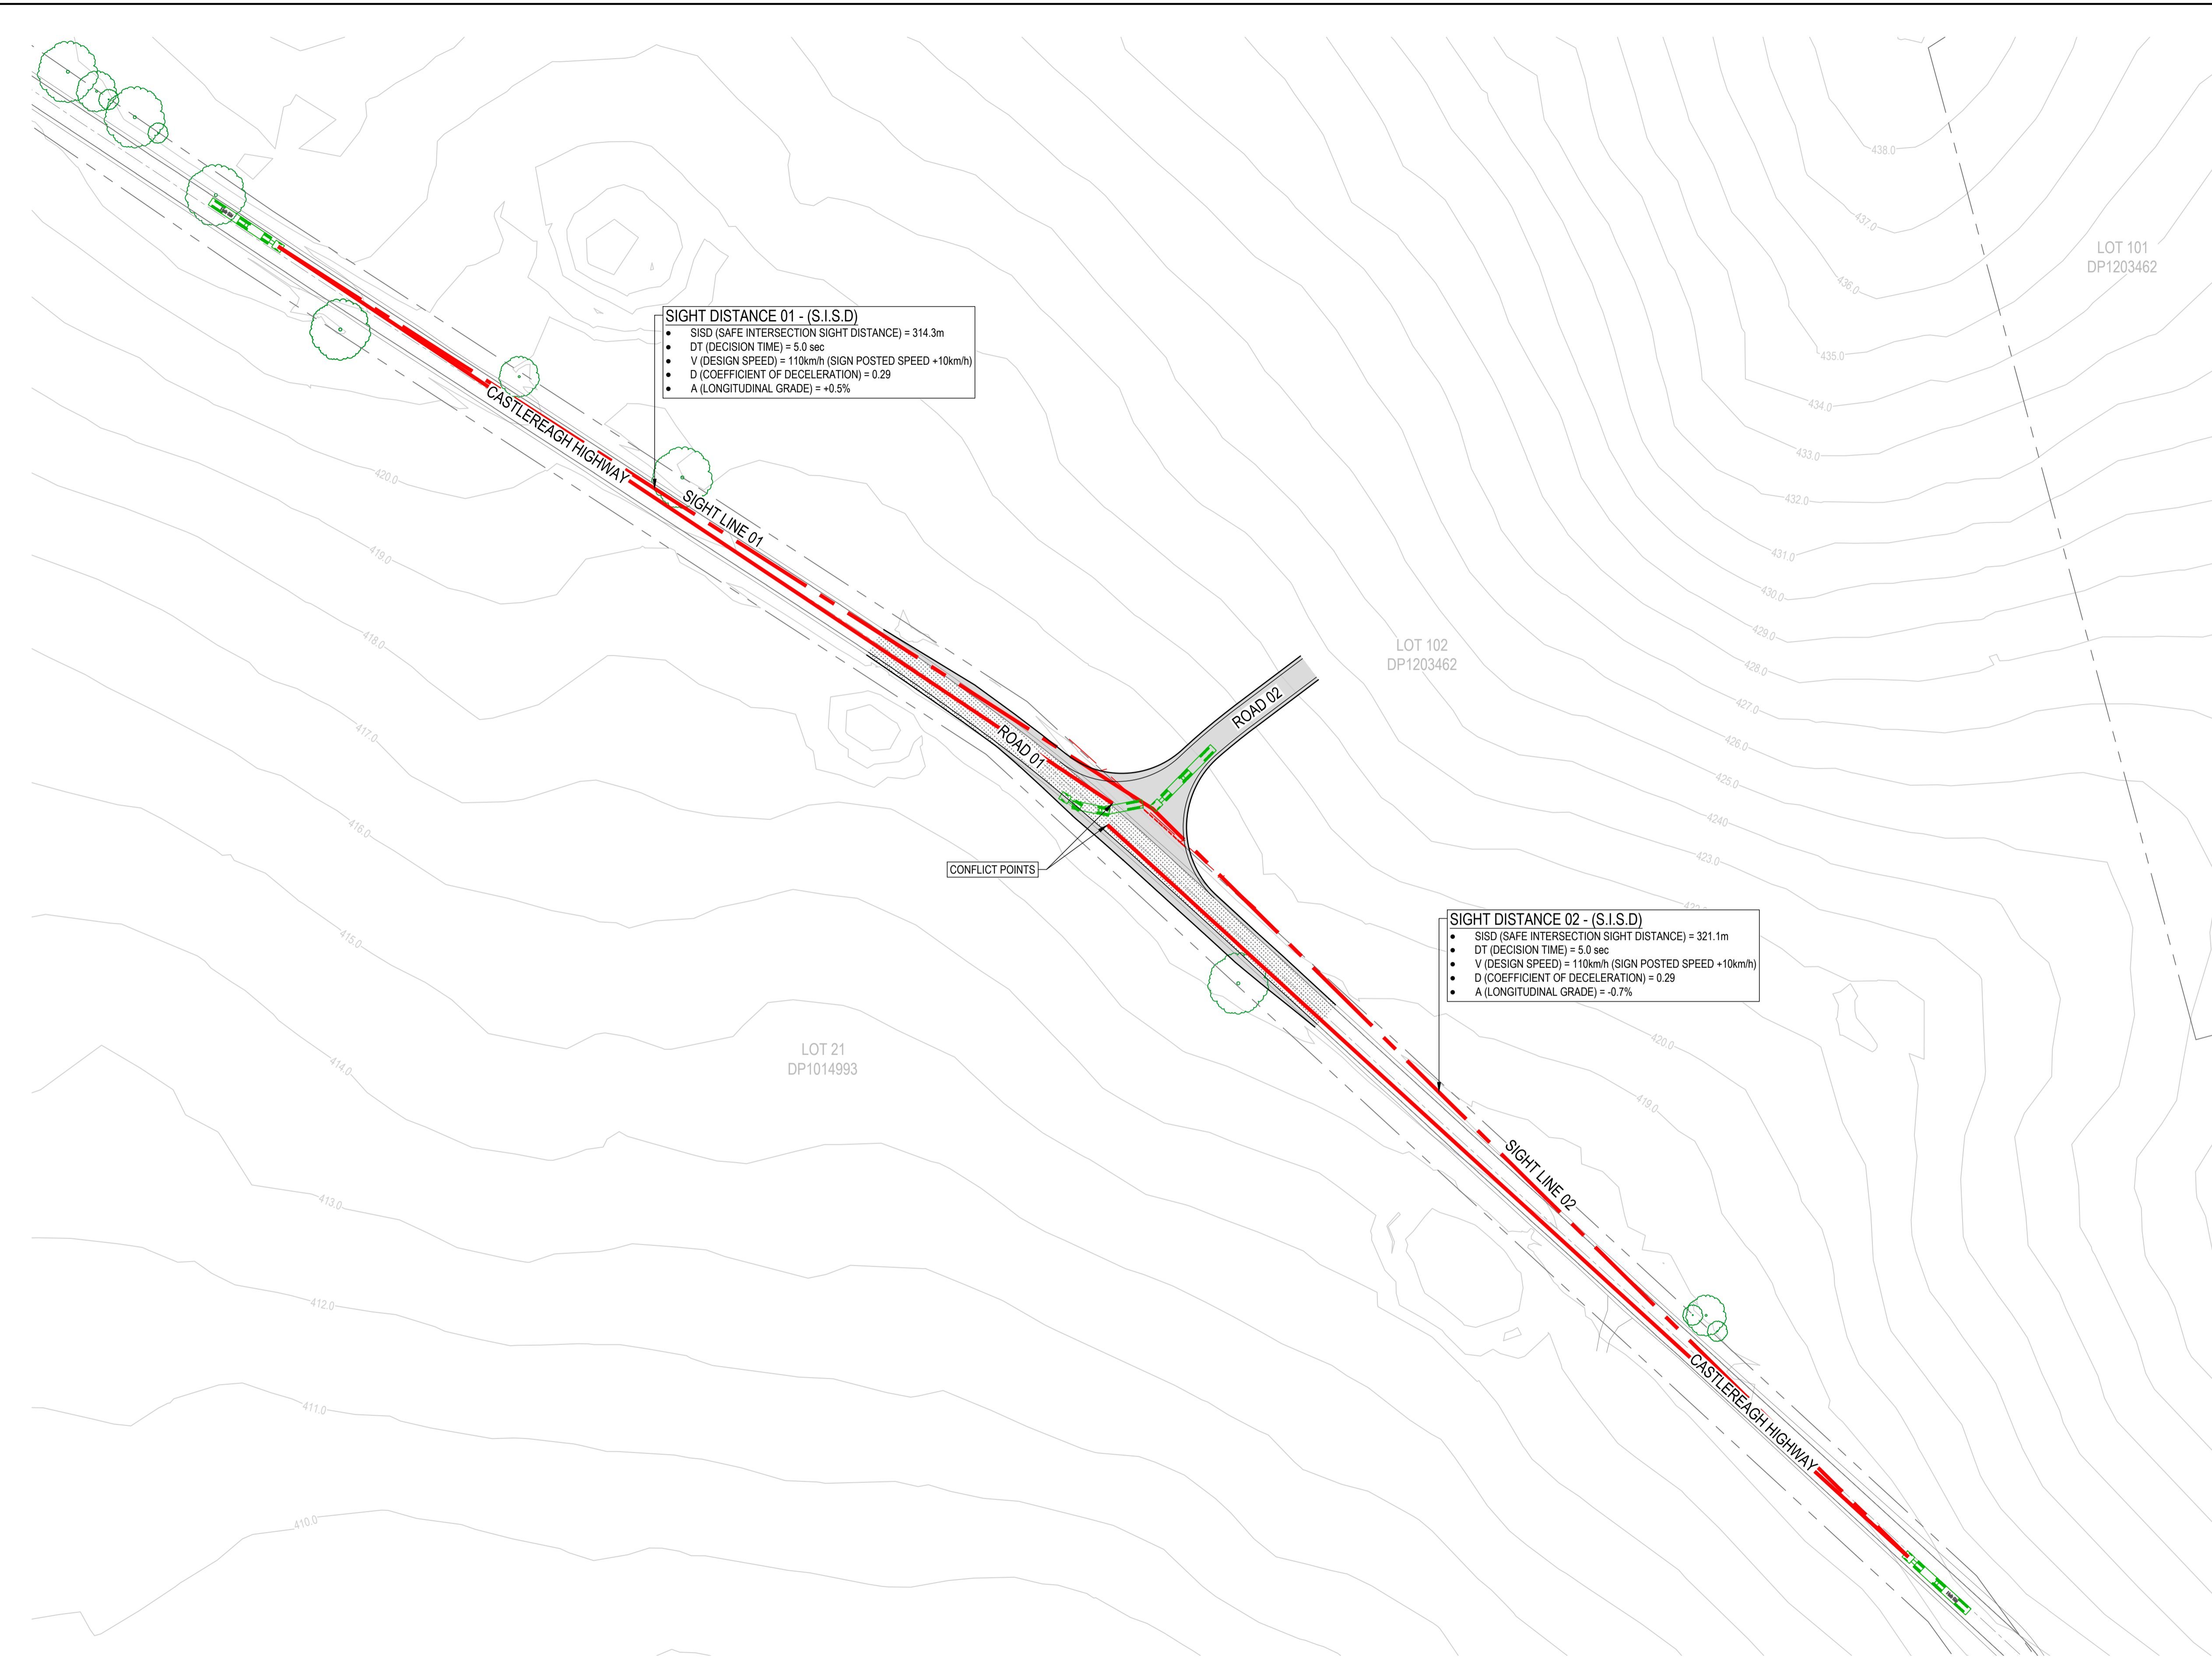 438.0
437.0
LOT 101
DP1203462
436.0
SIGHT DISTANCE 01 - (S.I.S.D)
• SISD (SAFE INTERSECTION SIGHT DISTANCE) = 314.3m
• DT (DECISION TIME) = 5.0 sec
• V (DESIGN SPEED) = 110km/h (SIGN POSTED SPEED +10km/h)
• D (COEFFICIENT OF DECELERATION) = 0.29
• A (LONGITUDINAL GRADE) = +0.5%
435.0
434.0
CASTLEREAGH HIGHWAY
433.0
420.0
432.0
SIGHT LINE 01
419.0
431.0
430.0
429.0
418.0
LOT 102
DP1203462
428.0
427.0
ROAD 02
417.0
ROAD 01
426.0
425.0
416.0
4240
423.0
CONFLICT POINTS
SIGHT DISTANCE 02 - (S.I.S.D)
• SISD (SAFE INTERSECTION SIGHT DISTANCE) = 321.1m
• DT (DECISION TIME) = 5.0 sec
• V (DESIGN SPEED) = 110km/h (SIGN POSTED SPEED +10km/h)
• D (COEFFICIENT OF DECELERATION) = 0.29
• A (LONGITUDINAL GRADE) = -0.7%
415.0
420.0
LOT 21
DP1014993
414.0
419.0
SIGHT LINE 02
413.0
412.0
CASTLEREAGH HIGHWAY
411.0
410.0